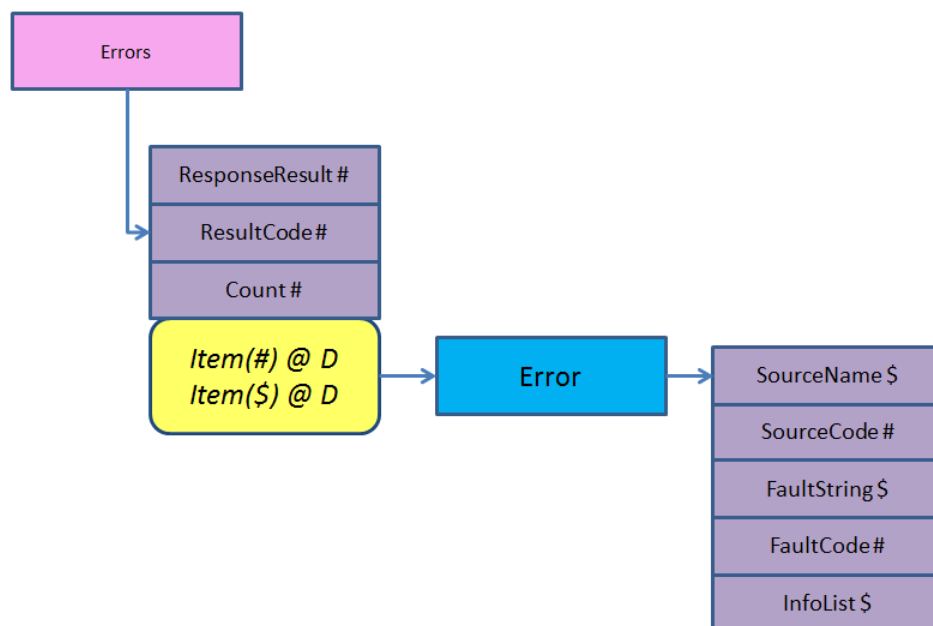 Errors
ResponseResult #
ResultCode #
Count #
Item(#) @ D
Item($) @ D
Error
SourceName $
SourceCode #
FaultString $
FaultCode #
InfoList $